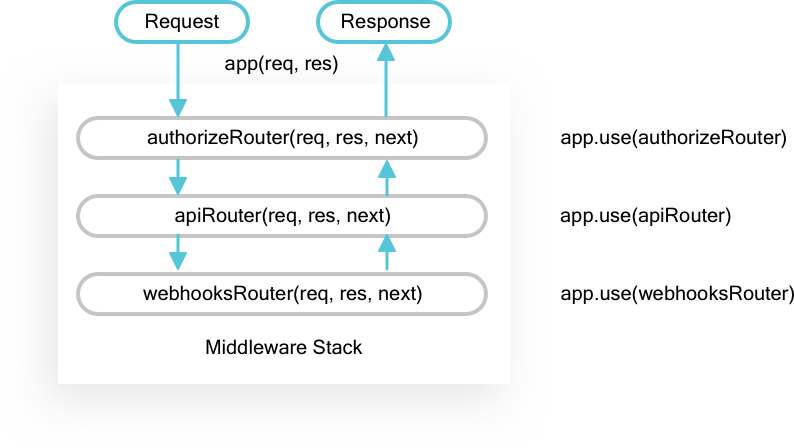 Request
Response
app(req, res)
authorizeRouter(req, res, next)
app.use(authorizeRouter)
apiRouter(req, res, next)
app.use(apiRouter)
webhooksRouter(req, res, next)
app.use(webhooksRouter)
Middleware Stack